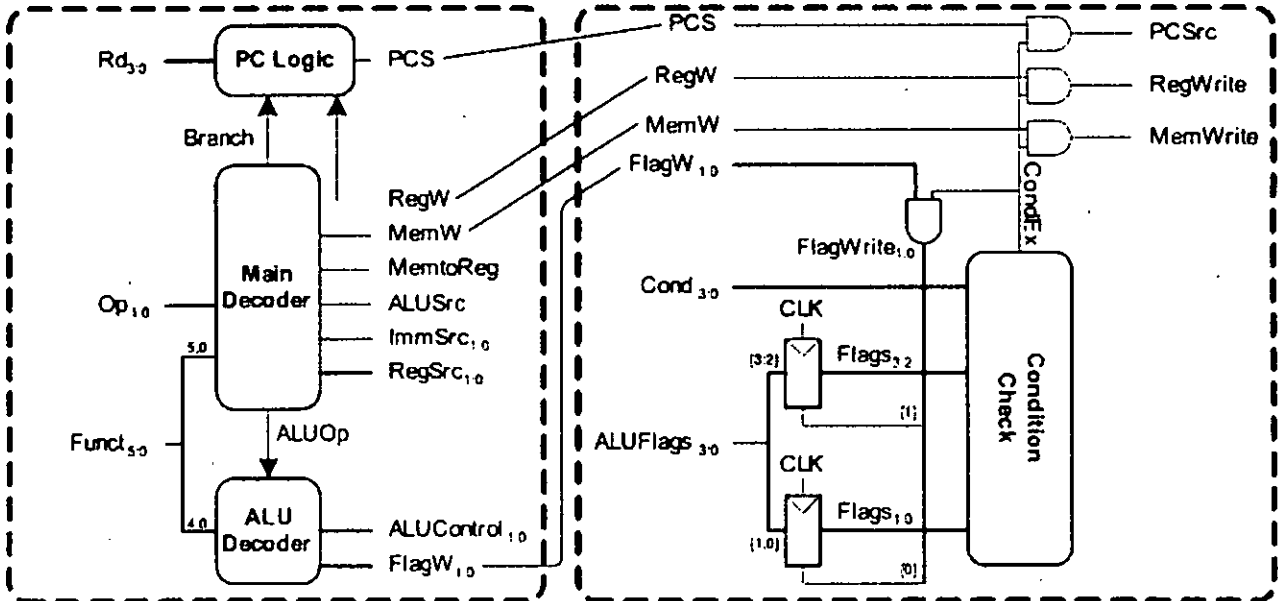 PC Logic
Rd3:0
PCS
Branch
RegW
MemW
MemtoReg
ALUSrc
ImmSrc1:0
RegSrc1:0
Main
Decoder
Op1:0
5,0
Funct5:0
ALUOp
4,0
ALU
Decoder
ALUControl1:0
FlagW1:0
PCS
PCSrc
RegW
RegWrite
MemW
MemWrite
FlagW1:0
CondEx
FlagWrite1:0
Cond3:0
CLK
[3:2]
Flags3:2
[1]
Condition
Check
ALUFlags3:0
CLK
[1,0]
Flags1:0
[0]